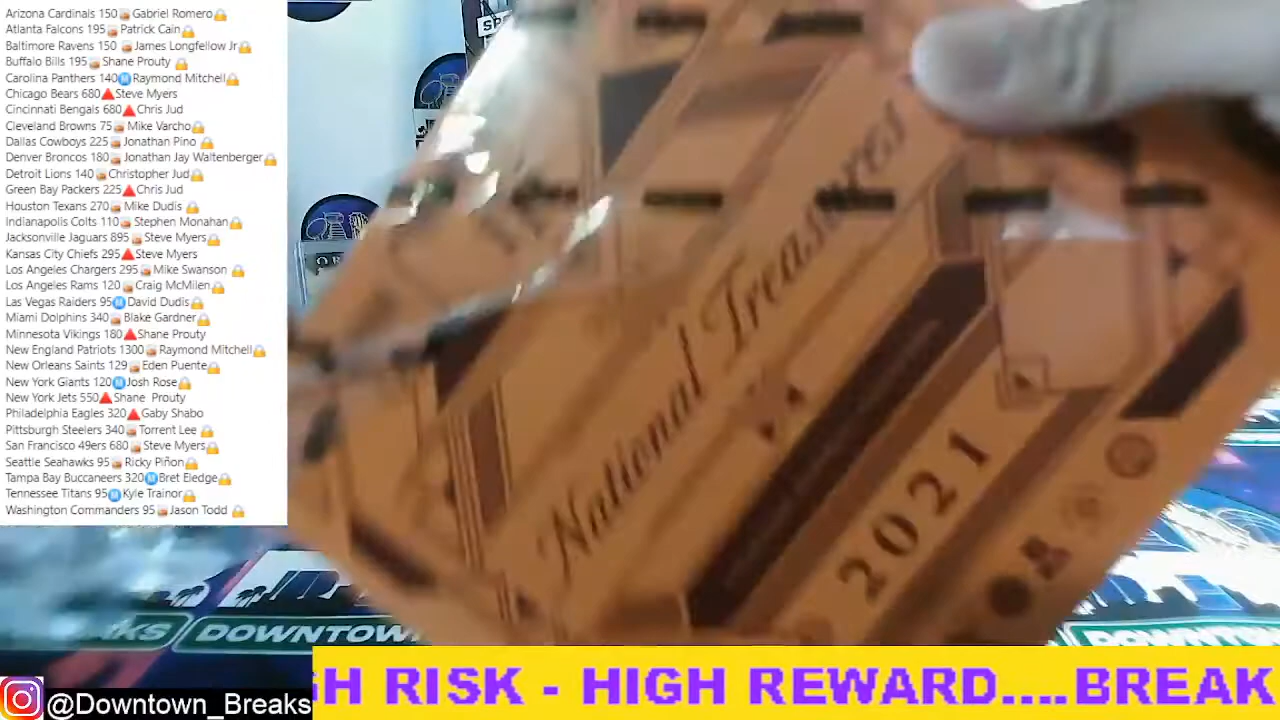 Arizona Cardinals 150 Gabriel Romero
Atlanta Falcons 195 Patrick Cain
Baltimore Ravens 150 James Longfellow Jr
Buffalo Bills 195 Shane Prouty
Carolina Panthers 140 M Raymond Mitchell
Chicago Bears 680 Steve Myers
Cincinnati Bengals 680 Chris Jud
Cleveland Browns 75 Mike Varcho
Dallas Cowboys 225 Jonathan Pino
Denver Broncos 180 Jonathan Jay Waltenberger
Detroit Lions 140 Christopher Jud
Green Bay Packers 225 Chris Jud
Houston Texans 270 Mike Dudis
Indianapolis Colts 110 Stephen Monahan
Jacksonville Jaguars 895 Steve Myers
Kansas City Chiefs 295 Steve Myers
Los Angeles Chargers 295 Mike Swanson
Los Angeles Rams 120 Craig McMilen
Las Vegas Raiders 95 M David Dudis
Miami Dolphins 340 Blake Gardner
Minnesota Vikings 180 Shane Prouty
New England Patriots 1300 Raymond Mitchell
New Orleans Saints 129 Eden Puente
New York Giants 120 M Josh Rose
New York Jets 550 Shane Prouty
Philadelphia Eagles 320 Gaby Shabo
Pittsburgh Steelers 340 Torrent Lee
San Francisco 49ers 680 Steve Myers
Seattle Seahawks 95 Ricky Piñon
Tampa Bay Buccaneers 320 M Bret Eledge
Tennessee Titans 95 M Kyle Trainor
Washington Commanders 95 Jason Todd
National Treasures
2021
DOWNTOWN
@Downtown_Breaks
GH RISK - HIGH REWARD....BREAK